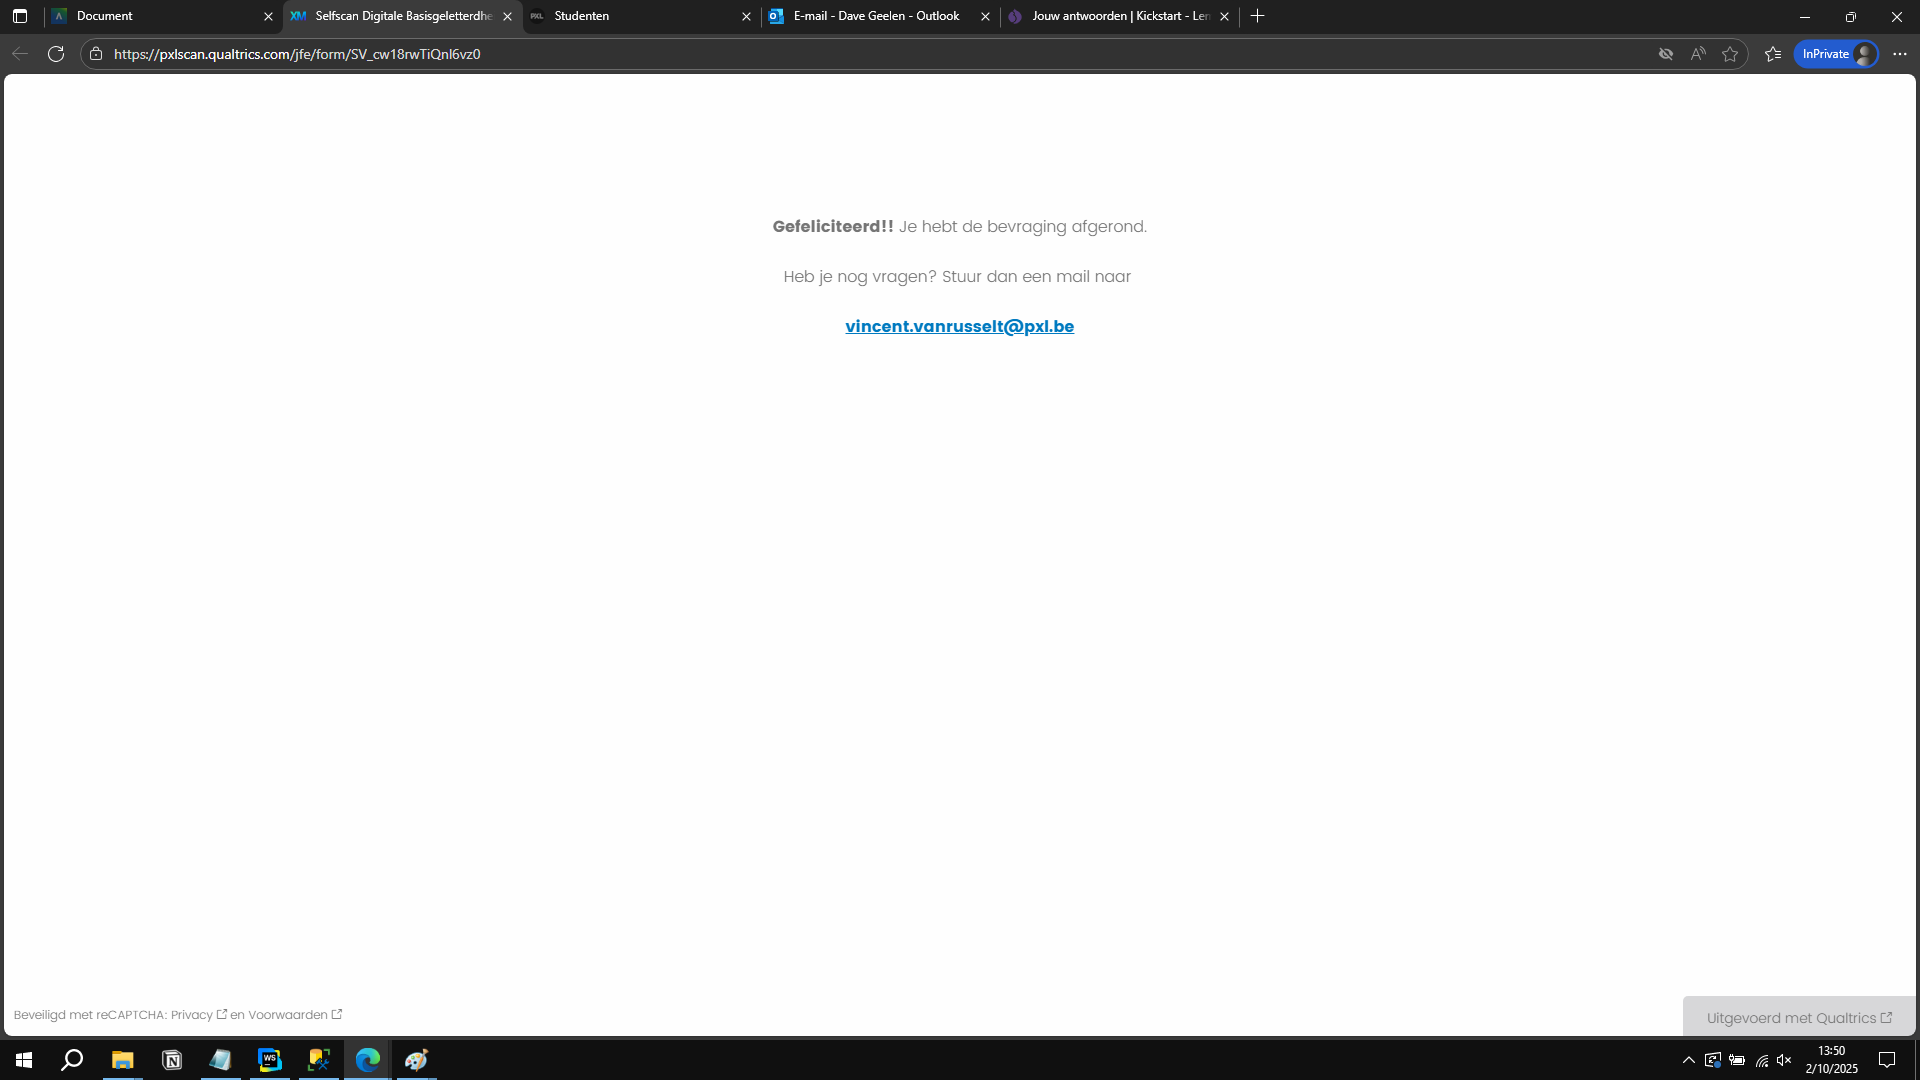 Document
Selfscan Digitale Basisgeletterdhe
PXL Studenten
E-mail - Dave Geelen - Outlook
Jouw antwoorden | Kickstart - Ler
https://pxlscan.qualtrics.com/jfe/form/SV_cw18rwTiQnl6vz0
InPrivate
Gefeliciteerd!! Je hebt de bevraging afgerond.
Heb je nog vragen? Stuur dan een mail naar
vincent.vanrusselt@pxl.be
Beveiligd met reCAPTCHA: Privacy en Voorwaarden
Uitgevoerd met Qualtrics
WS
13:50
2/10/2025